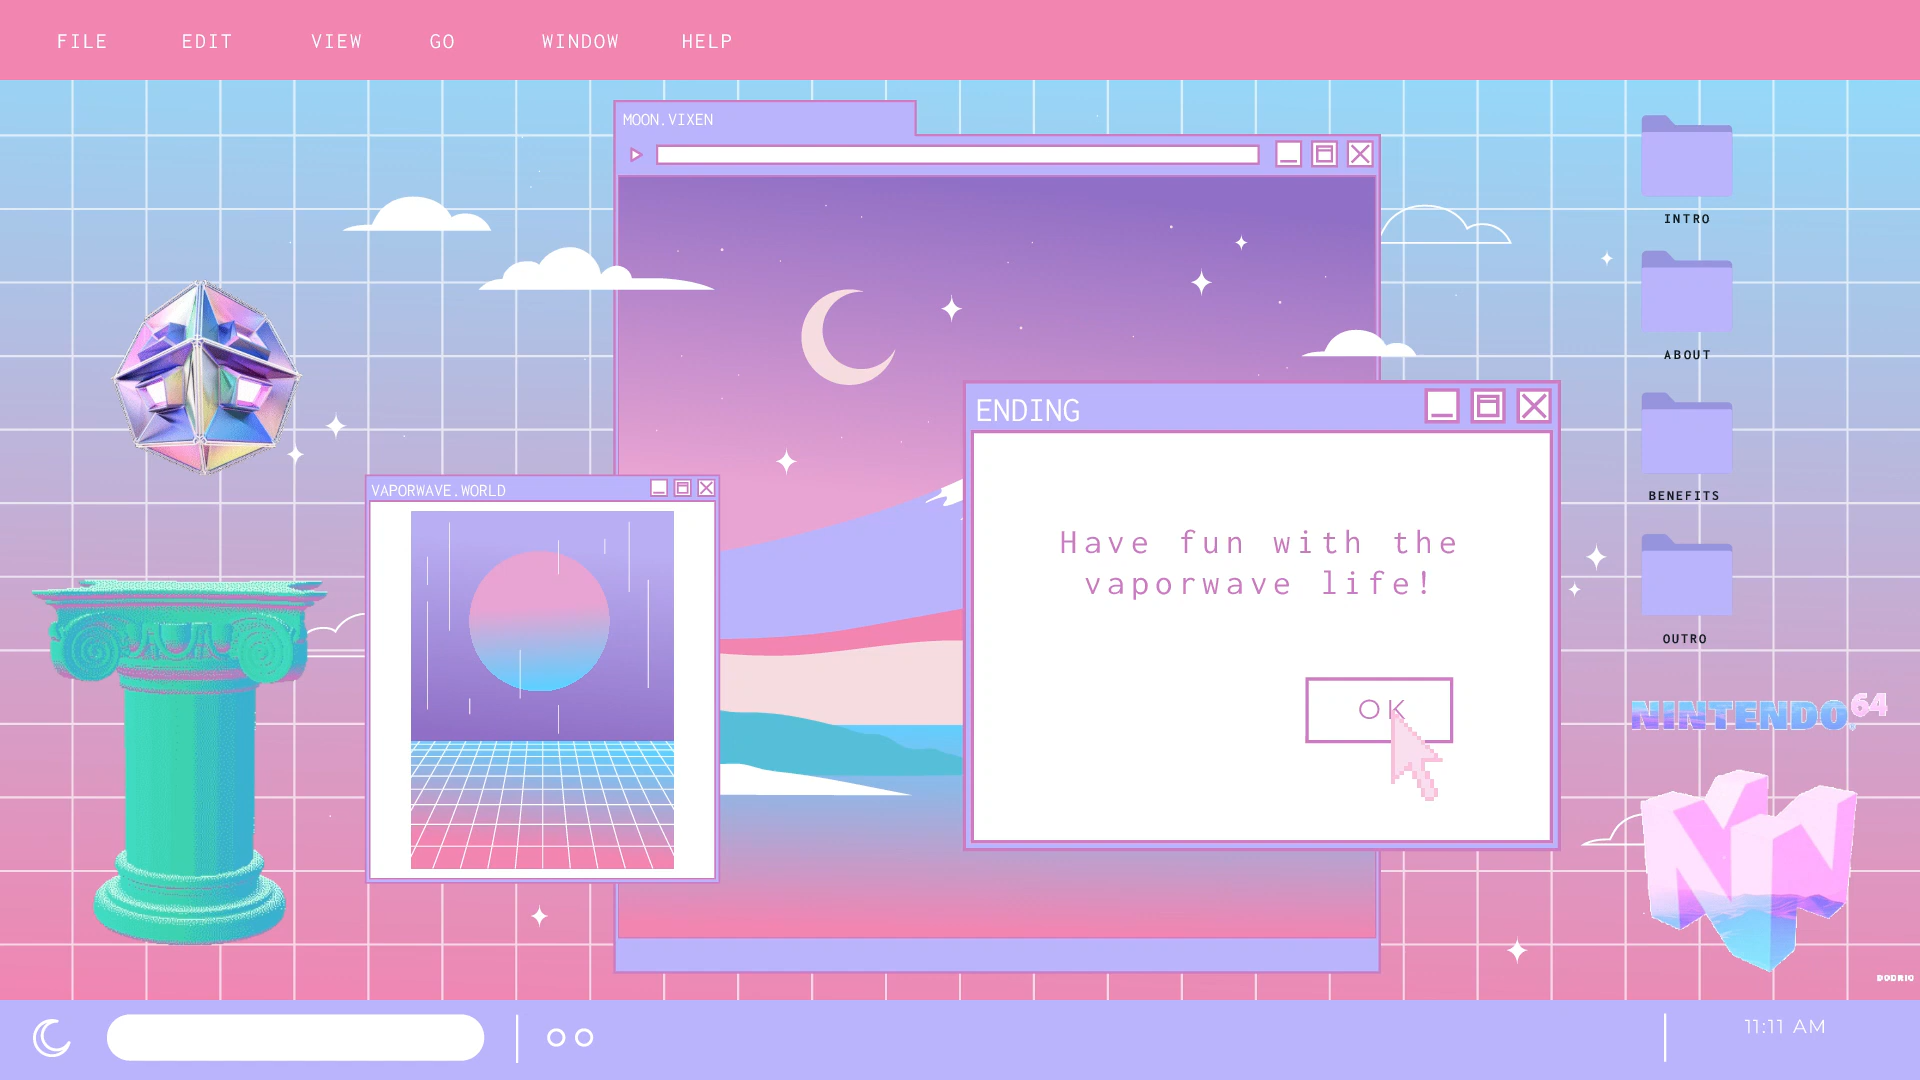 FILE EDIT VIEW GO WINDOW HELP
MOON.VIXEN
INTRO
ABOUT
ENDING
BENEFITS
VAPORWAVE.WORLD
Have fun with the
vaporwave life!
OUTRO
OK
NINTENDO64
DODRIO
11:11 AM